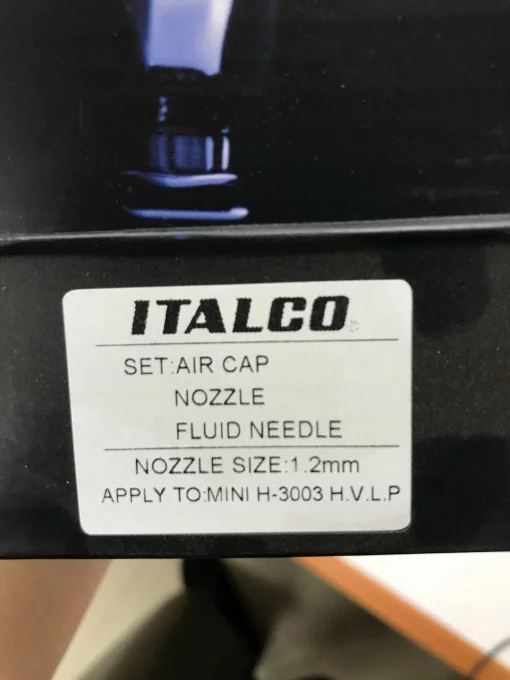 ITALCO
SET:AIR CAP
NOZZLE
FLUID NEEDLE
NOZZLE SIZE:1.2mm
APPLY TO:MINI H-3003 H.V.L.P